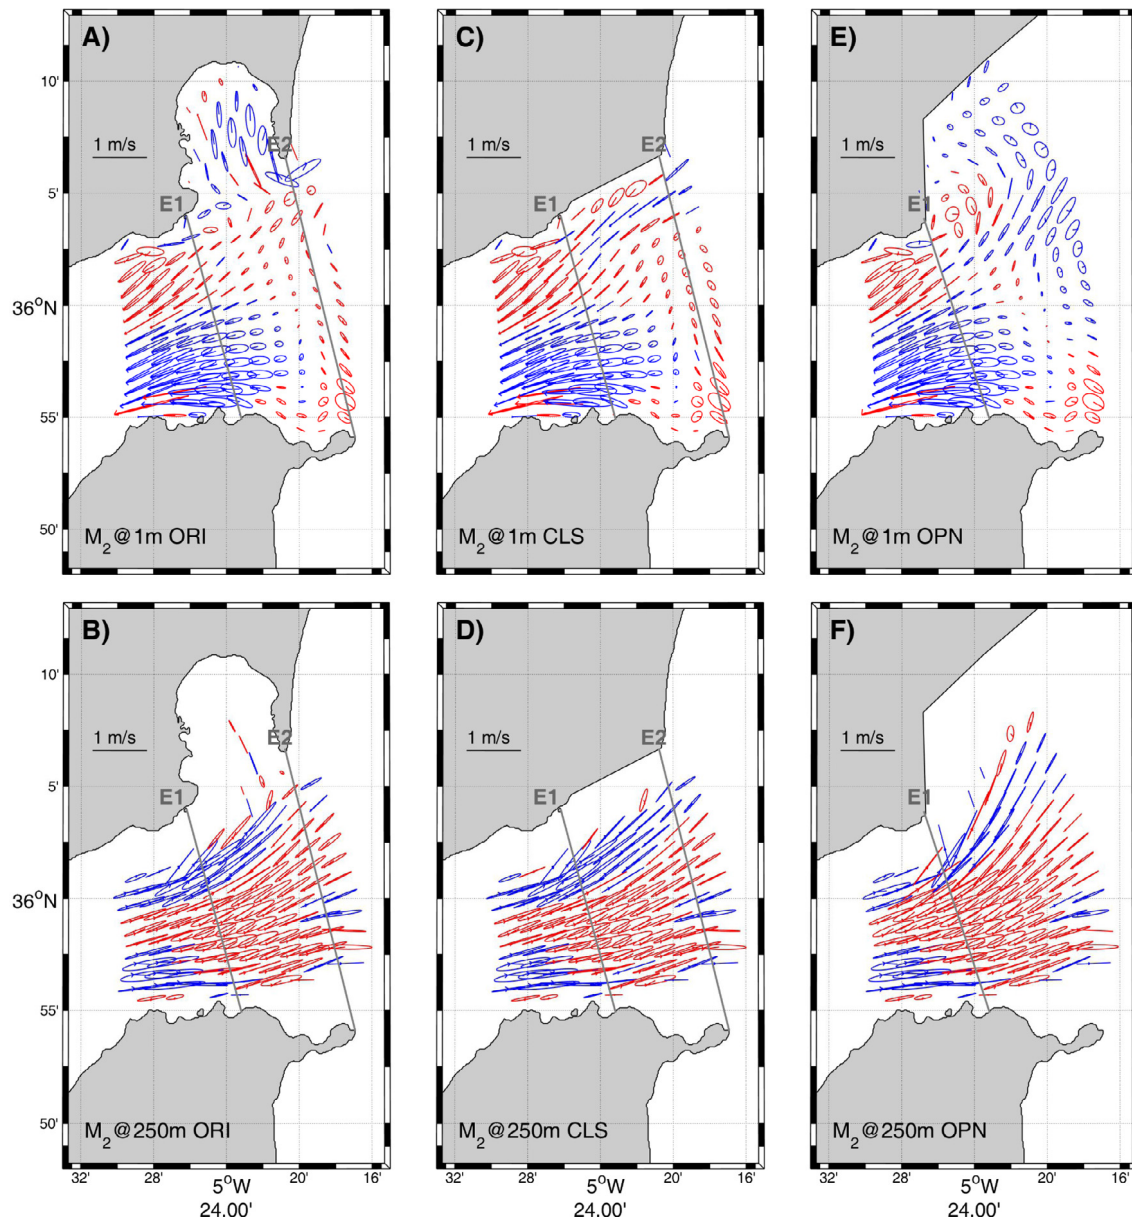 A)
C)
E)
10'
1 m/s
E2
1 m/s
E2
1 m/s
5'
E1
E1
E1
36°N
55'
50'
M2@1m ORI
M2@1m CLS
M2@1m OPN
B)
D)
F)
10'
1 m/s
E2
1 m/s
E2
1 m/s
5'
E1
E1
E1
36°N
55'
50'
M2@250m ORI
M2@250m CLS
M2@250m OPN
32' 28' 20' 16'
32' 28' 20' 16'
32' 28' 20' 16'
5°W
5°W
5°W
24.00'
24.00'
24.00'